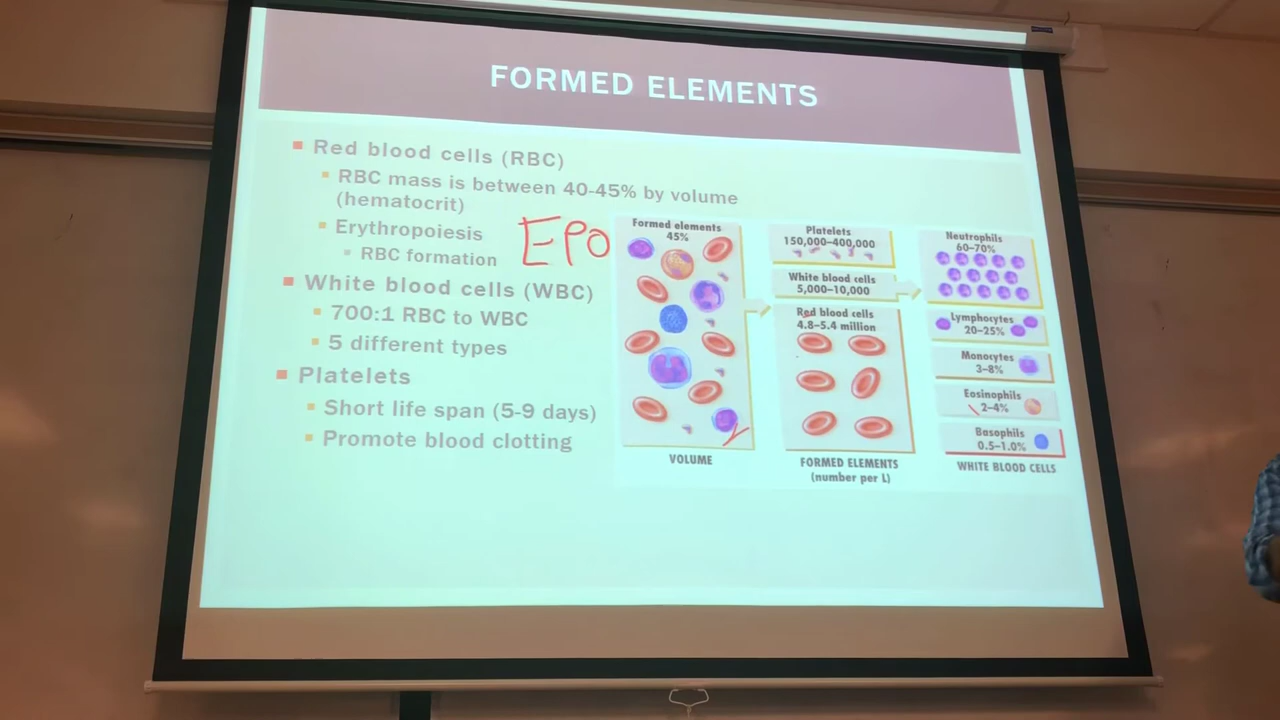 FORMED ELEMENTS
Red blood cells (RBC)
RBC mass is between 40-45% by volume
(hematocrit)
Erythropoiesis
RBC formation
EPO
White blood cells (WBC)
700:1 RBC to WBC
5 different types
Platelets
Short life span (5-9 days)
Promote blood clotting
Formed elements
45%
VOLUME
Platelets
150,000–400,000
White blood cells
5,000–10,000
Red blood cells
4.8–5.4 million
FORMED ELEMENTS
(number per L)
Neutrophils
60–70%
Lymphocytes
20–25%
Monocytes
3–8%
Eosinophils
2–4%
Basophils
0.5–1.0%
WHITE BLOOD CELLS